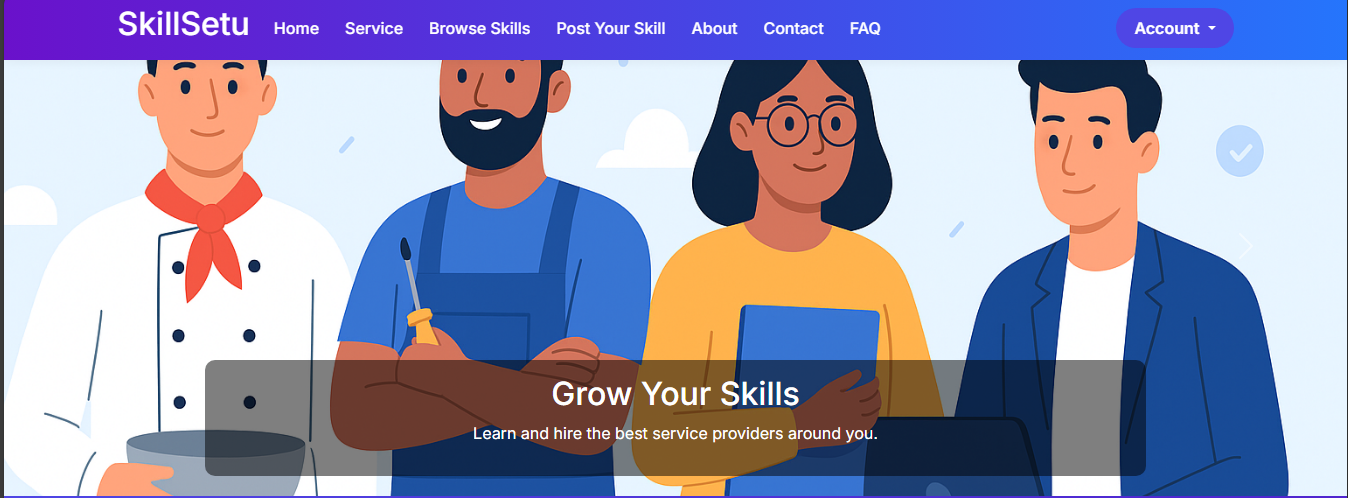 SkillSetu Home Service Browse Skills Post Your Skill About Contact FAQ Account
Grow Your Skills
Learn and hire the best service providers around you.